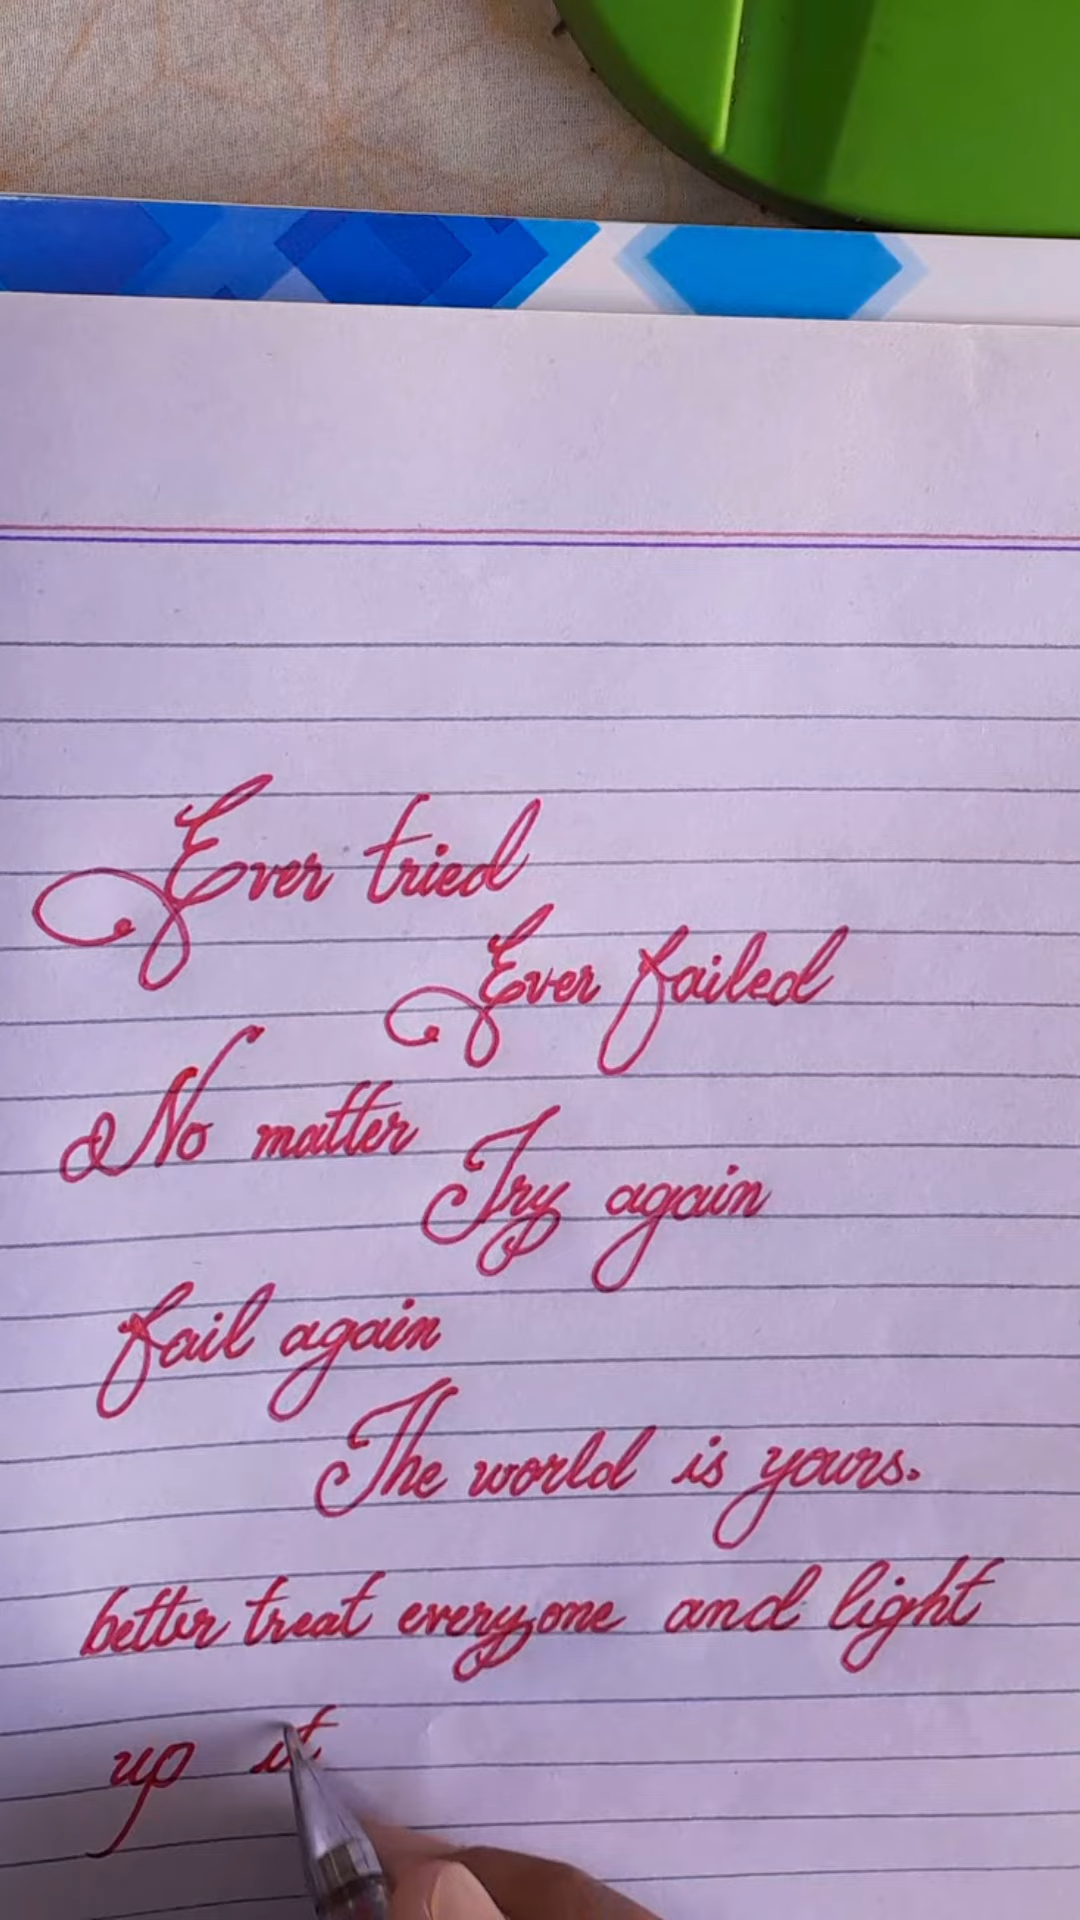 Ever tried
Ever failed
No matter
Try again
fail again
The world is yours.
better treat everyone and light
up it